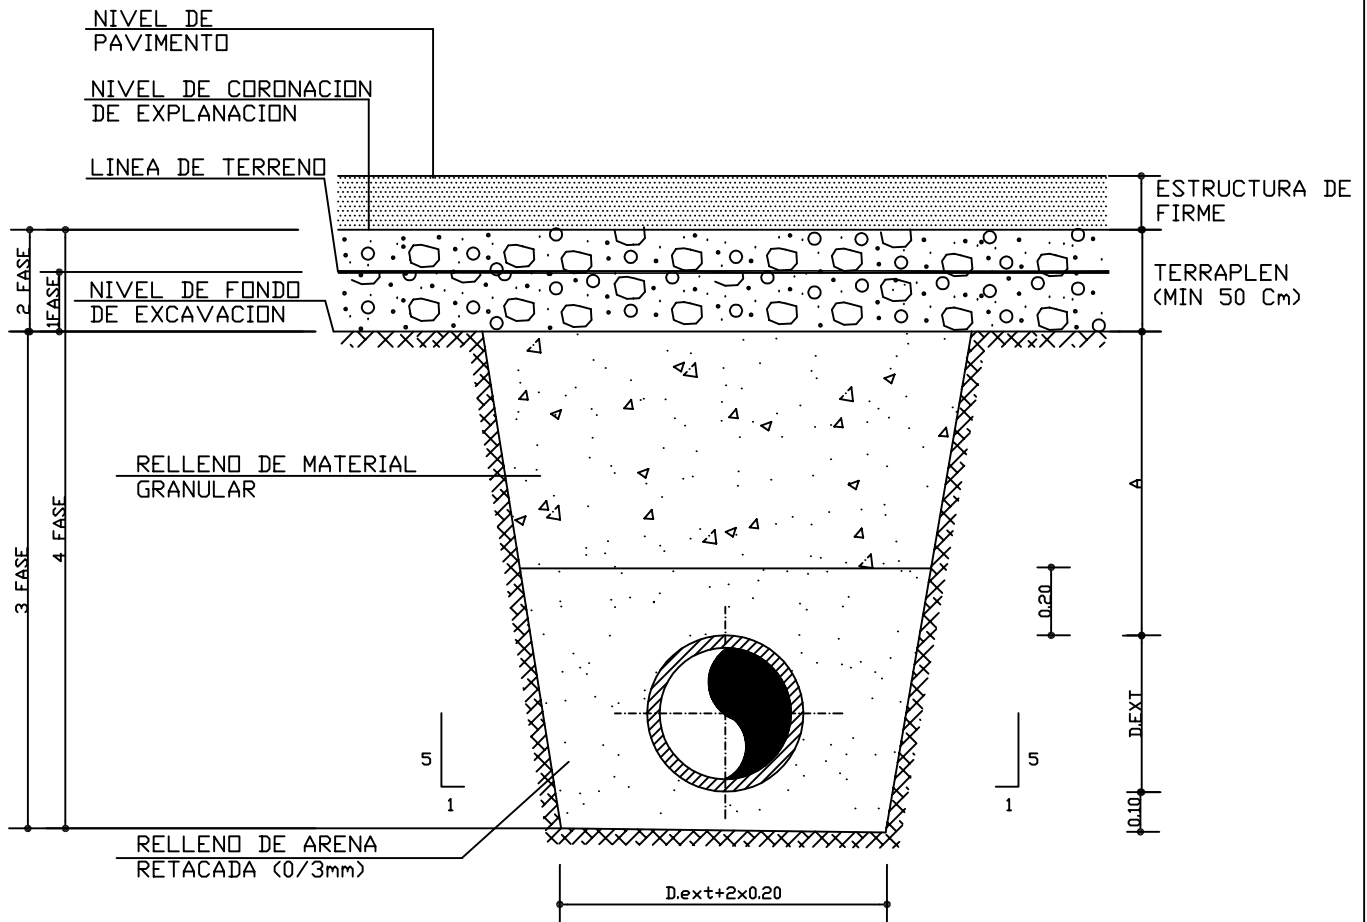 NIVEL DE
PAVIMENTO
NIVEL DE CORONACION
DE EXPLANACION
LINEA DE TERRENO
ESTRUCTURA DE
FIRME
TERRAPLEN
(MIN 50 Cm)
2 FASE
1FASE
NIVEL DE FONDO
DE EXCAVACION
RELLENO DE MATERIAL
GRANULAR
A
3 FASE
4 FASE
0.20
D.EXT
5
1
5
1
0.10
RELLENO DE ARENA
RETACADA (0/3mm)
D.ext+2x0.20